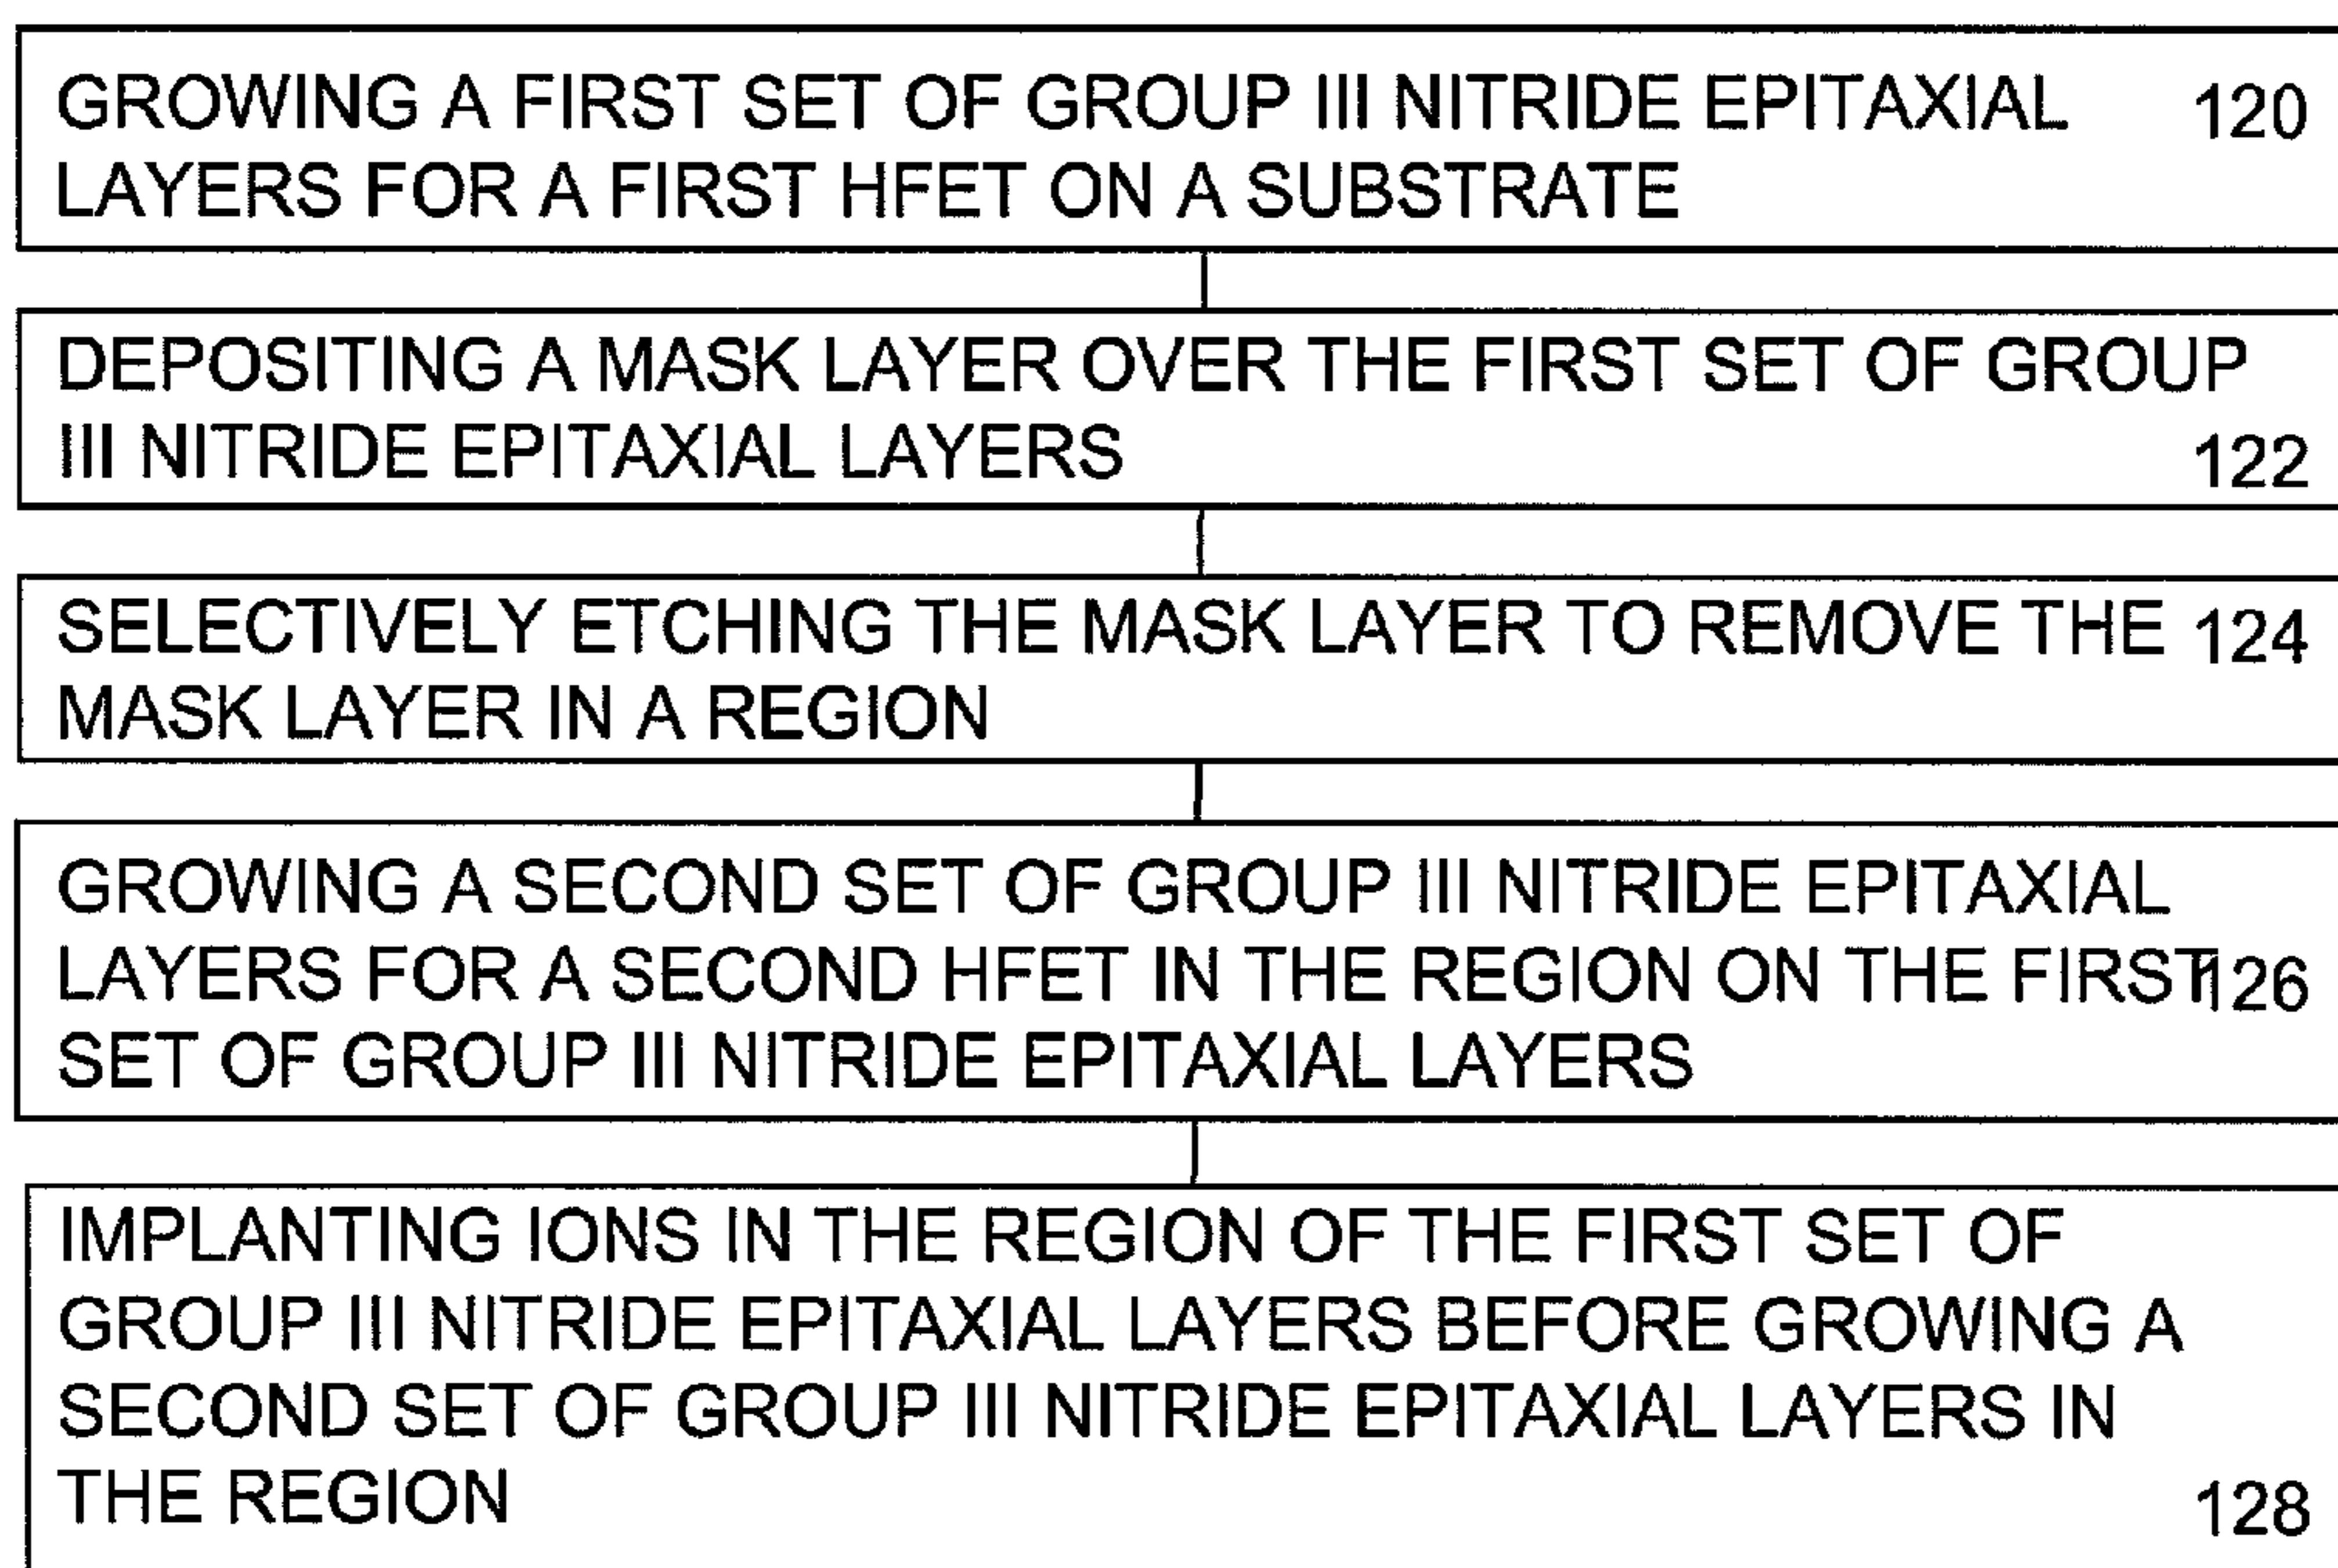 GROWING A FIRST SET OF GROUP III NITRIDE EPITAXIAL 120
LAYERS FOR A FIRST HFET ON A SUBSTRATE
DEPOSITING A MASK LAYER OVER THE FIRST SET OF GROUP
III NITRIDE EPITAXIAL LAYERS 122
SELECTIVELY ETCHING THE MASK LAYER TO REMOVE THE 124
MASK LAYER IN A REGION
GROWING A SECOND SET OF GROUP III NITRIDE EPITAXIAL
LAYERS FOR A SECOND HFET IN THE REGION ON THE FIRST 126
SET OF GROUP III NITRIDE EPITAXIAL LAYERS
IMPLANTING IONS IN THE REGION OF THE FIRST SET OF
GROUP III NITRIDE EPITAXIAL LAYERS BEFORE GROWING A
SECOND SET OF GROUP III NITRIDE EPITAXIAL LAYERS IN
THE REGION 128